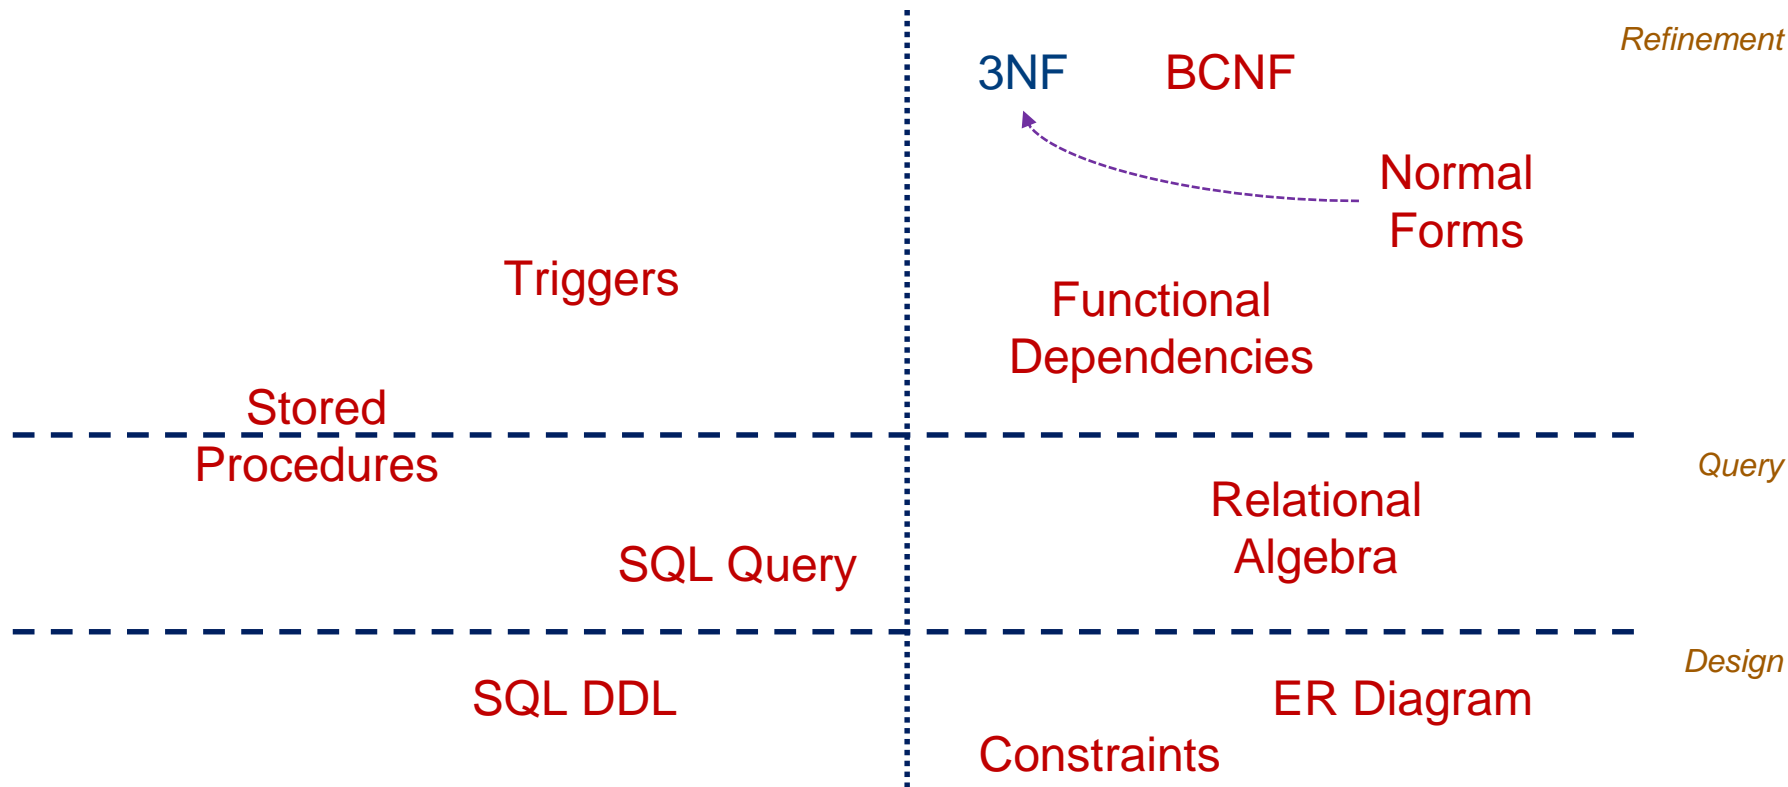 Refinement
3NF
BCNF
Normal
Forms
Triggers
Functional
Dependencies
Stored
Procedures
Query
Relational
Algebra
SQL Query
Design
SQL DDL
ER Diagram
Constraints